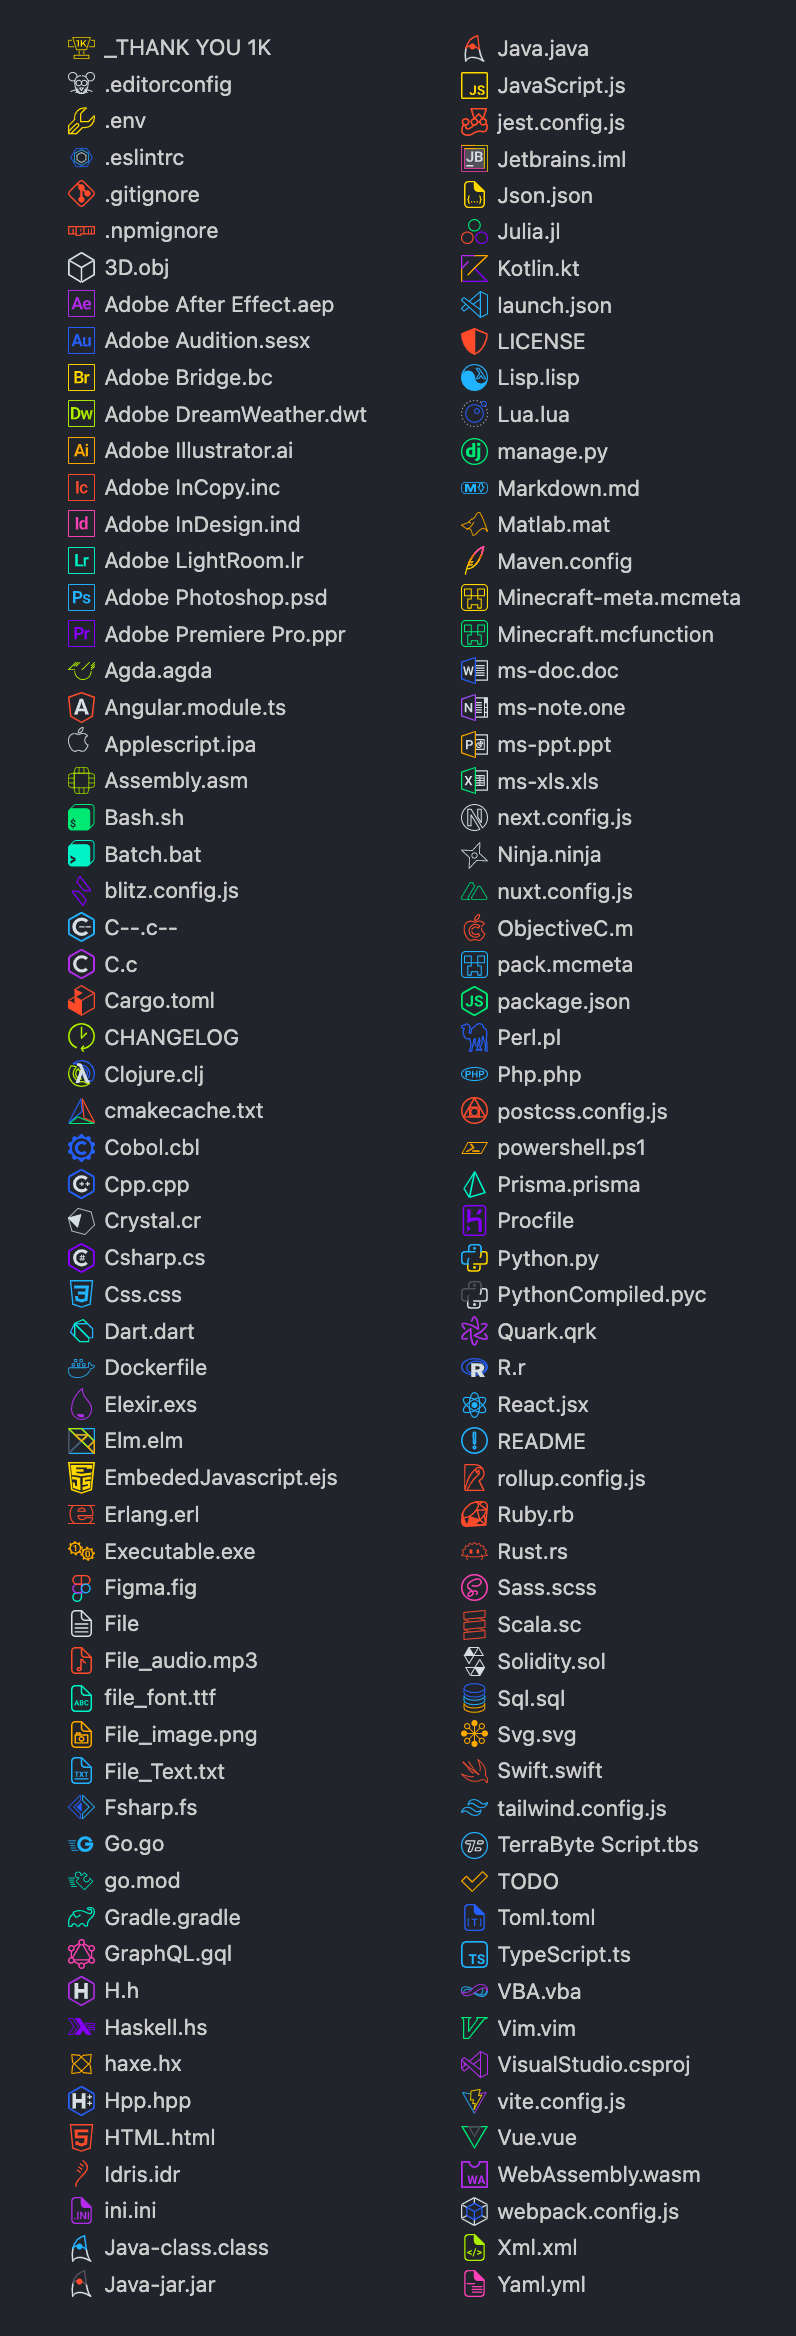 _THANK YOU 1K
.editorconfig
.env
.eslintrc
.gitignore
.npmignore
3D.obj
Adobe After Effect.aep
Adobe Audition.sesx
Adobe Bridge.bc
Adobe DreamWeather.dwt
Adobe Illustrator.ai
Adobe InCopy.inc
Adobe InDesign.ind
Adobe LightRoom.lr
Adobe Photoshop.psd
Adobe Premiere Pro.ppr
Agda.agda
Angular.module.ts
Applescript.ipa
Assembly.asm
Bash.sh
Batch.bat
blitz.config.js
C--.c--
C.c
Cargo.toml
CHANGELOG
Clojure.clj
cmakecache.txt
Cobol.cbl
Cpp.cpp
Crystal.cr
Csharp.cs
Css.css
Dart.dart
Dockerfile
Elexir.exs
Elm.elm
EmbededJavascript.ejs
Erlang.erl
Executable.exe
Figma.fig
File
File_audio.mp3
file_font.ttf
File_image.png
File_Text.txt
Fsharp.fs
Go.go
go.mod
Gradle.gradle
GraphQL.gql
H.h
Haskell.hs
haxe.hx
Hpp.hpp
HTML.html
Idris.idr
ini.ini
Java-class.class
Java-jar.jar
Java.java
JavaScript.js
jest.config.js
Jetbrains.iml
Json.json
Julia.jl
Kotlin.kt
launch.json
LICENSE
Lisp.lisp
Lua.lua
manage.py
Markdown.md
Matlab.mat
Maven.config
Minecraft-meta.mcmeta
Minecraft.mcfunction
ms-doc.doc
ms-note.one
ms-ppt.ppt
ms-xls.xls
next.config.js
Ninja.ninja
nuxt.config.js
ObjectiveC.m
pack.mcmeta
package.json
Perl.pl
Php.php
postcss.config.js
powershell.ps1
Prisma.prisma
Procfile
Python.py
PythonCompiled.pyc
Quark.qrk
R.r
React.jsx
README
rollup.config.js
Ruby.rb
Rust.rs
Sass.scss
Scala.sc
Solidity.sol
Sql.sql
Svg.svg
Swift.swift
tailwind.config.js
TerraByte Script.tbs
TODO
Toml.toml
TypeScript.ts
VBA.vba
Vim.vim
VisualStudio.csproj
vite.config.js
Vue.vue
WebAssembly.wasm
webpack.config.js
Xml.xml
Yaml.yml